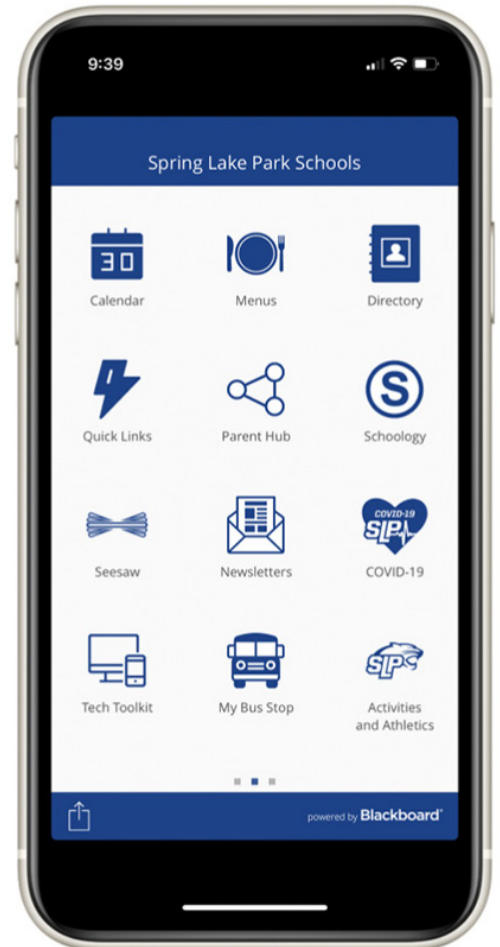 9:39
Spring Lake Park Schools
30
Calendar
Menus
Directory
Quick Links
Parent Hub
S
Schoology
Seesaw
Newsletters
COVID-19
SLP
COVID-19
Tech Toolkit
My Bus Stop
SLPS
Activities
and Athletics
powered by Blackboard